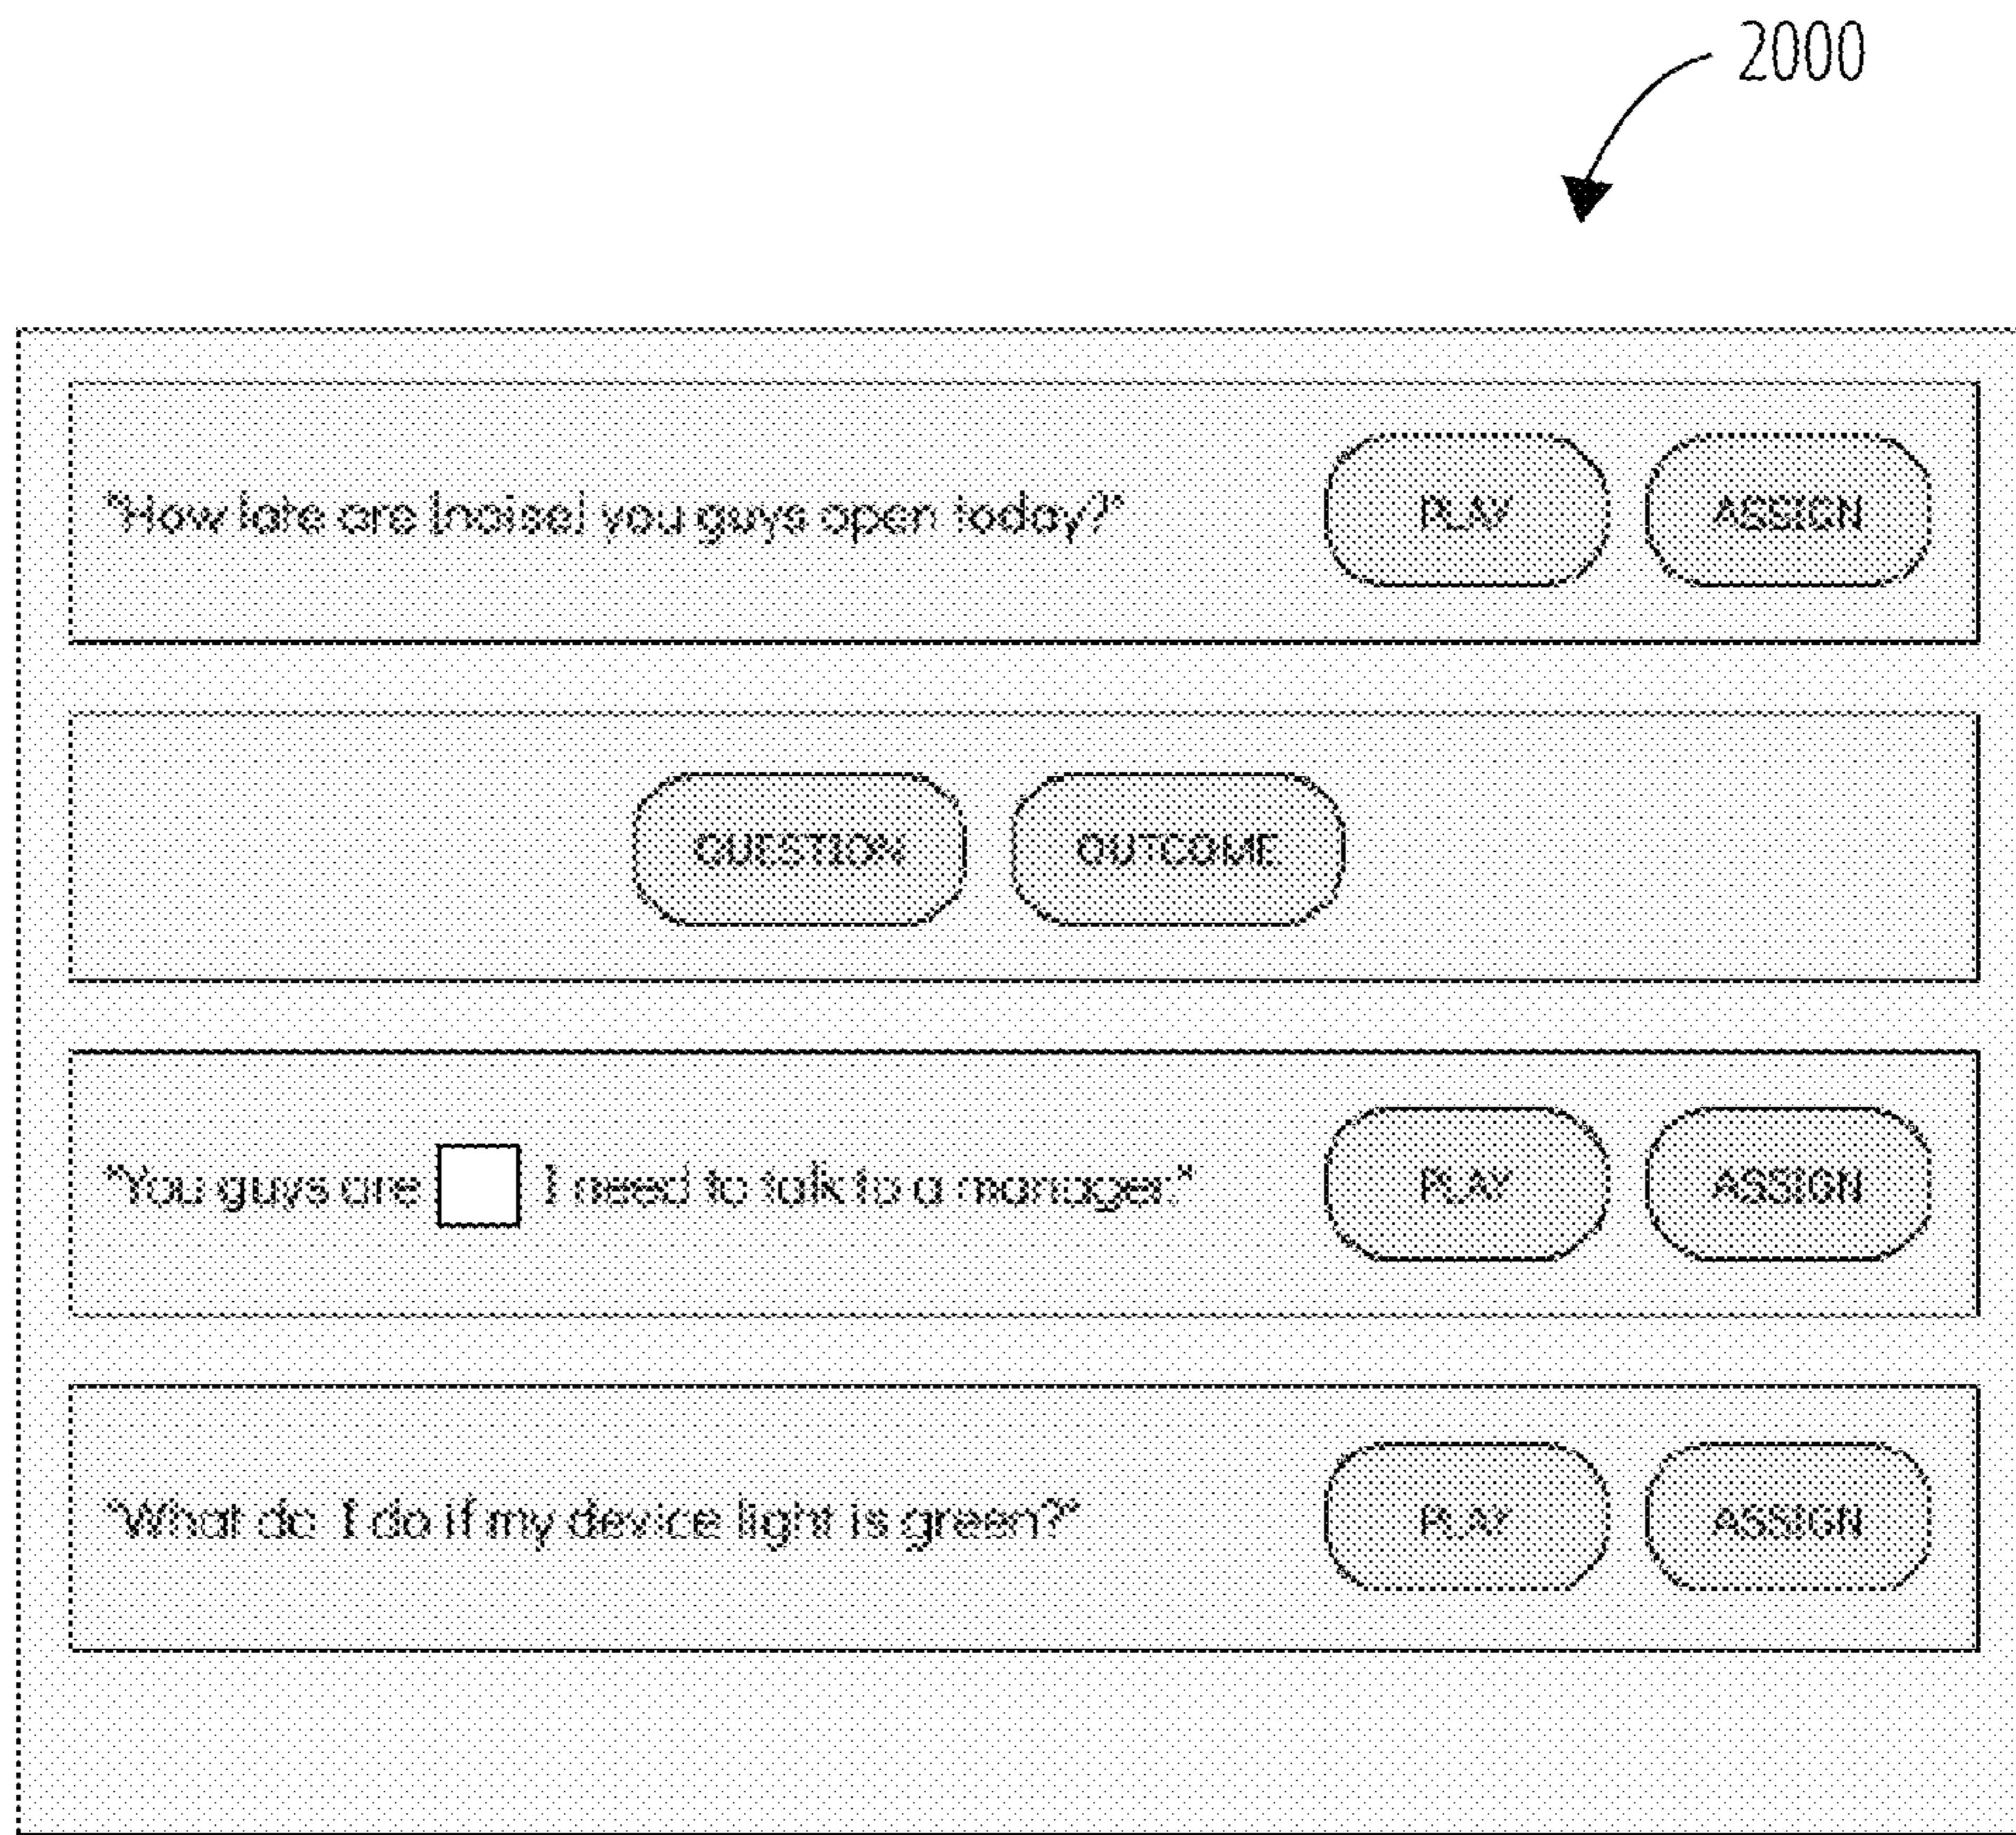 2000
"How late are [noise] you guys open today?" PLAY ASSIGN
QUESTION OUTCOME
"You guys are I need to talk to a manager." PLAY ASSIGN
"What do I do if my device light is green?" PLAY ASSIGN